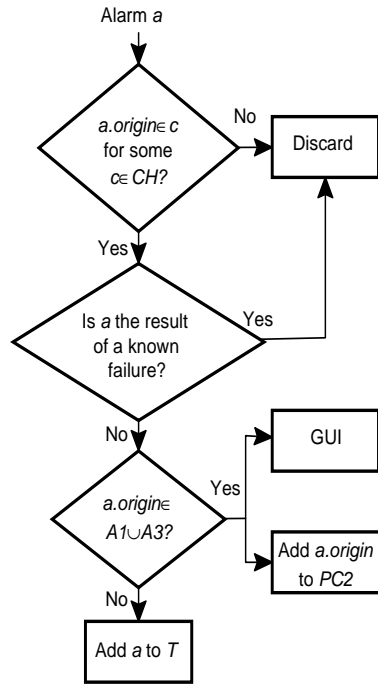 Alarm a
a.origin∈ c
for some
c∈ CH?
No
Discard
Yes
Is a the result
of a known
failure?
Yes
No
GUI
a.origin∈
A1∪A3?
Yes
Add a.origin
to PC2
No
Add a to T